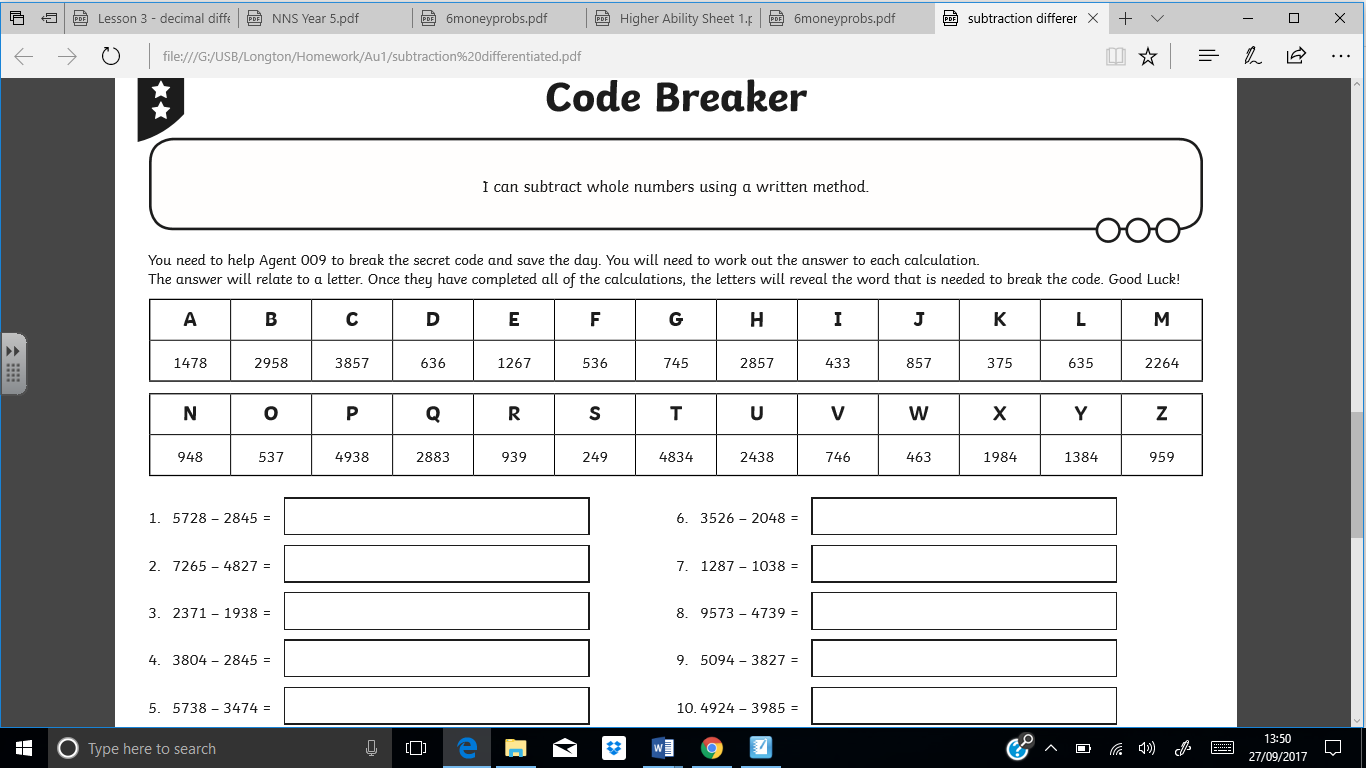 Lesson 3 - decimal diffe
NNS Year 5.pdf
6moneyprobs.pdf
Higher Ability Sheet 1.p
6moneyprobs.pdf
subtraction differer
file:///G:/USB/Longton/Homework/Au1/subtraction%20differentiated.pdf
Code Breaker
I can subtract whole numbers using a written method.
You need to help Agent 009 to break the secret code and save the day. You will need to work out the answer to each calculation.
The answer will relate to a letter. Once they have completed all of the calculations, the letters will reveal the word that is needed to break the code. Good Luck!
A B C D E F G H I J K L M
1478 2958 3857 636 1267 536 745 2857 433 857 375 635 2264
N O P Q R S T U V W X Y Z
948 537 4938 2883 939 249 4834 2438 746 463 1984 1384 959
1. 5728 – 2845 =
2. 7265 – 4827 =
3. 2371 – 1938 =
4. 3804 – 2845 =
5. 5738 – 3474 =
6. 3526 – 2048 =
7. 1287 – 1038 =
8. 9573 – 4739 =
9. 5094 – 3827 =
10. 4924 – 3985 =
Type here to search
13:50
27/09/2017